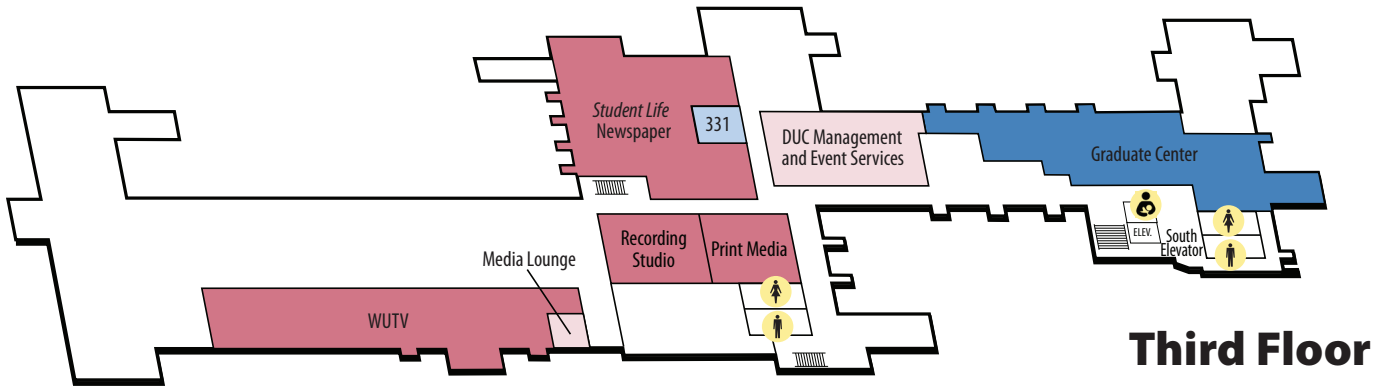 Student Life
Newspaper
331
DUC Management
and Event Services
Graduate Center
ELEV.
South
Elevator
Recording
Studio
Print Media
Media Lounge
WUTV
Third Floor